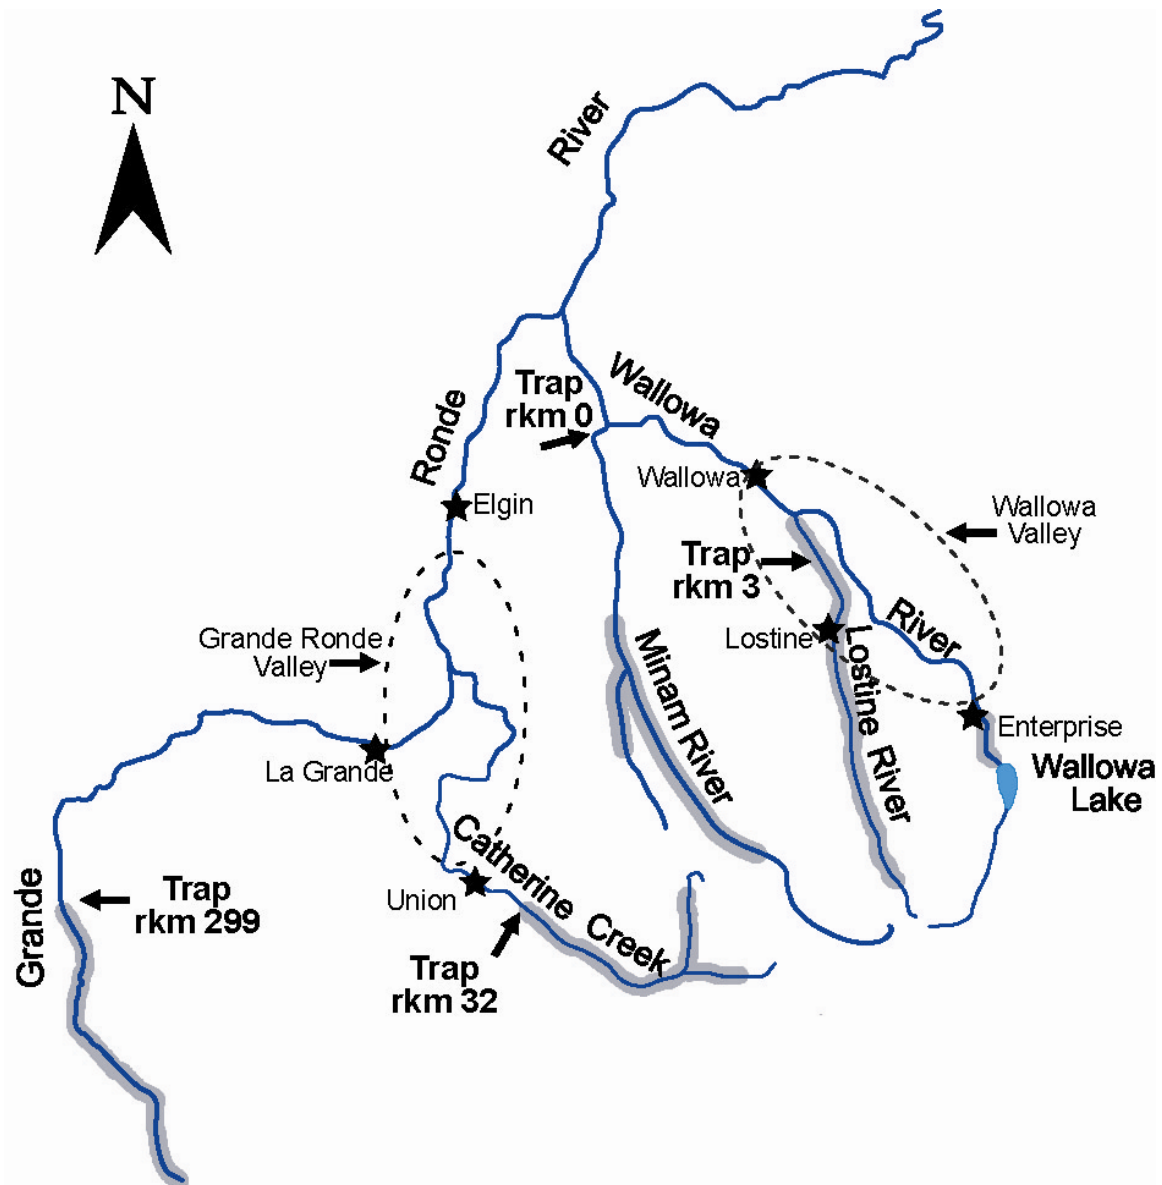 N
River
Wallowa
Trap
rkm 0
Ronde
Wallowa
Elgin
Wallowa
Valley
Trap
rkm 3
River
Grande Ronde
Valley
Lostine
Lostine River
Minam River
Enterprise
La Grande
Wallowa
Lake
Catherine Creek
Union
Grande
Trap
rkm 299
Trap
rkm 32